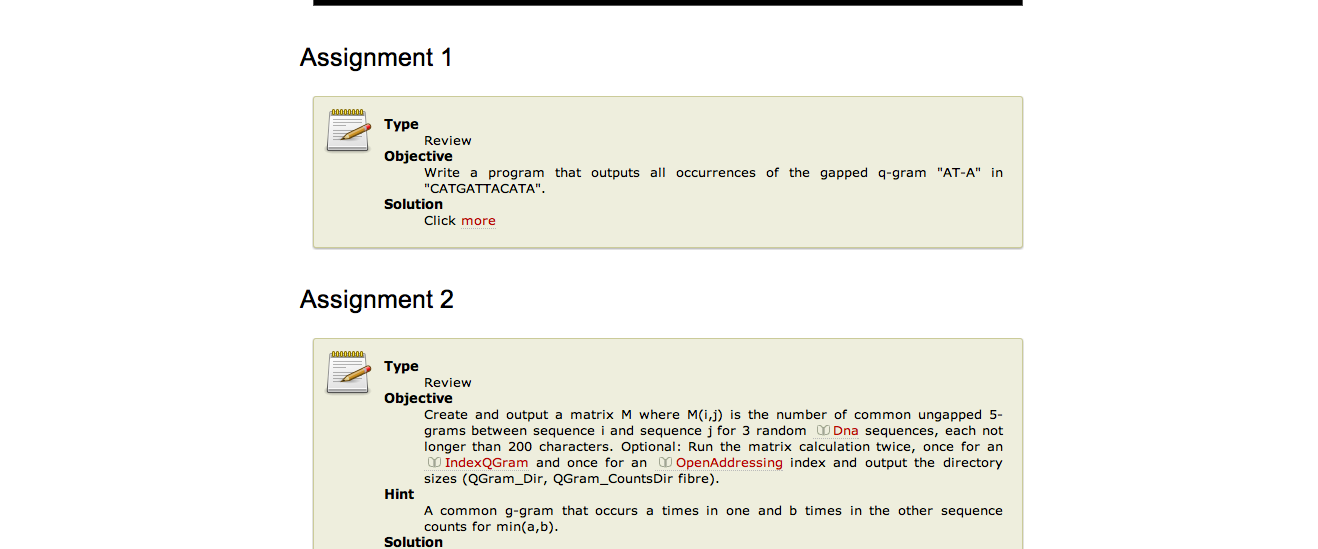 Assignment 1
Type
Review
Objective
Write a program that outputs all occurrences of the gapped q-gram "AT-A" in
"CATGATTACATA".
Solution
Click more
Assignment 2
Type
Review
Objective
Create and output a matrix M where M(i,j) is the number of common ungapped 5-
grams between sequence i and sequence j for 3 random Dna sequences, each not
longer than 200 characters. Optional: Run the matrix calculation twice, once for an
IndexQGram and once for an OpenAddressing index and output the directory
sizes (QGram_Dir, QGram_CountsDir fibre).
Hint
A common g-gram that occurs a times in one and b times in the other sequence
counts for min(a,b).
Solution